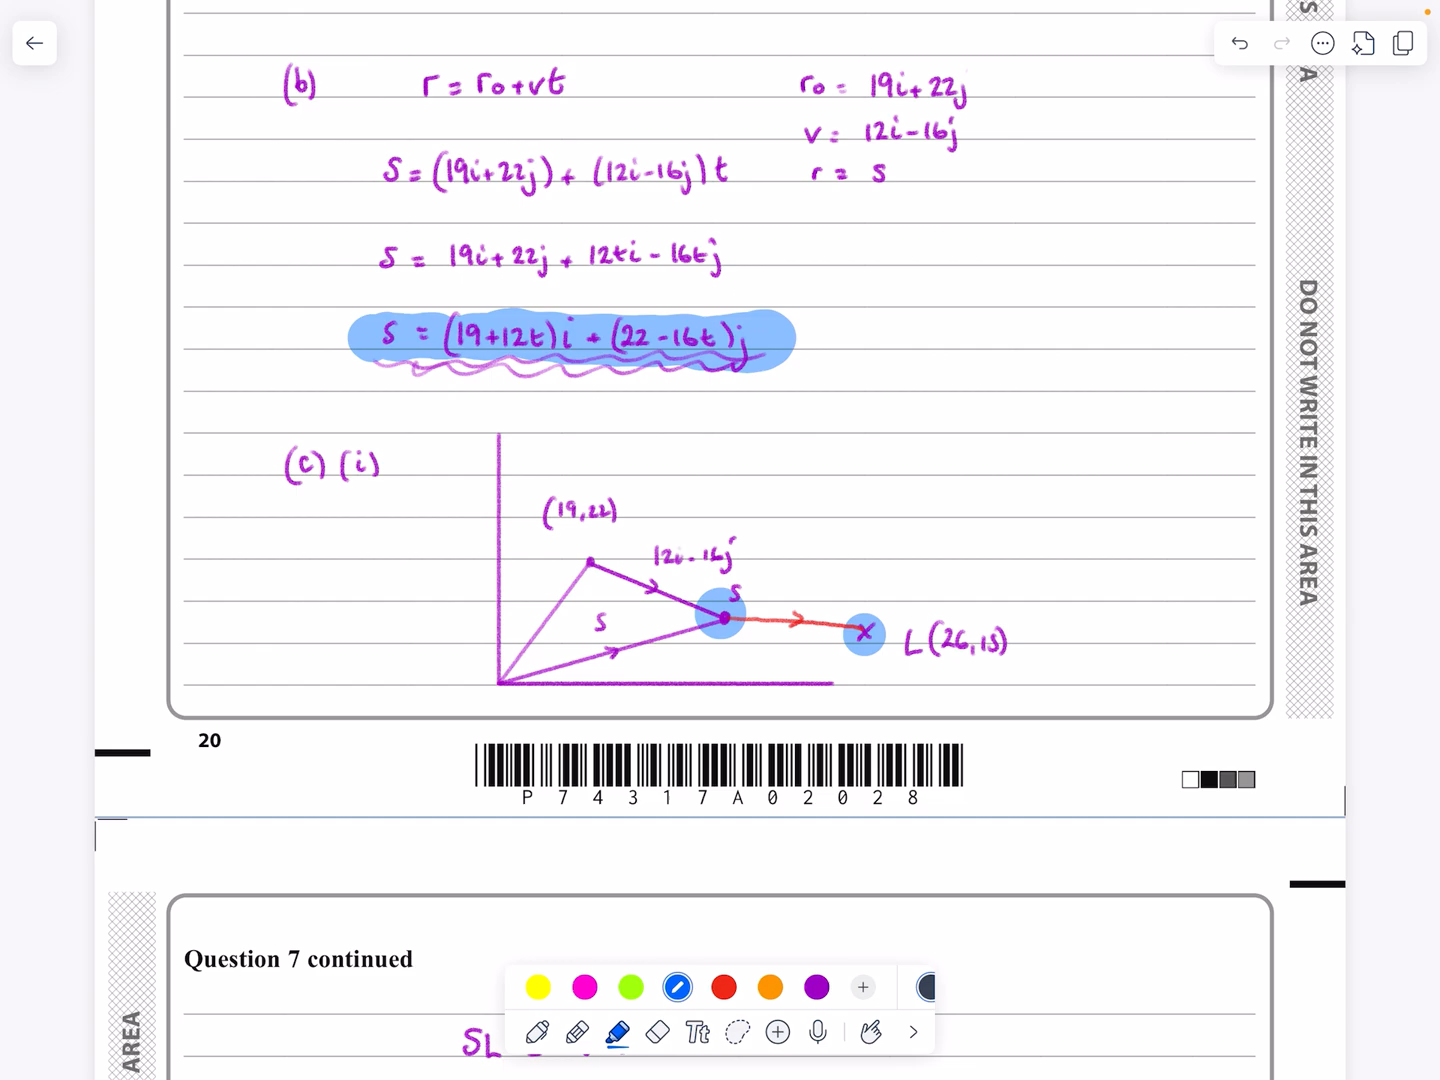 (b) r = r₀+vt r₀ = 19i+22j
v = 12i-16j
S = (19i+22j) + (12i-16j)t r = s
S = 19i+22j + 12ti - 16tj
S = (19+12t)i + (22-16t)j
(c) (i)
(19,22)
12i - 16j
S
S
L(26,15)
20
P 7 4 3 1 7 A 0 2 0 2 8
DO NOT WRITE IN THIS AREA
S A
Question 7 continued
AREA
SL
Tt